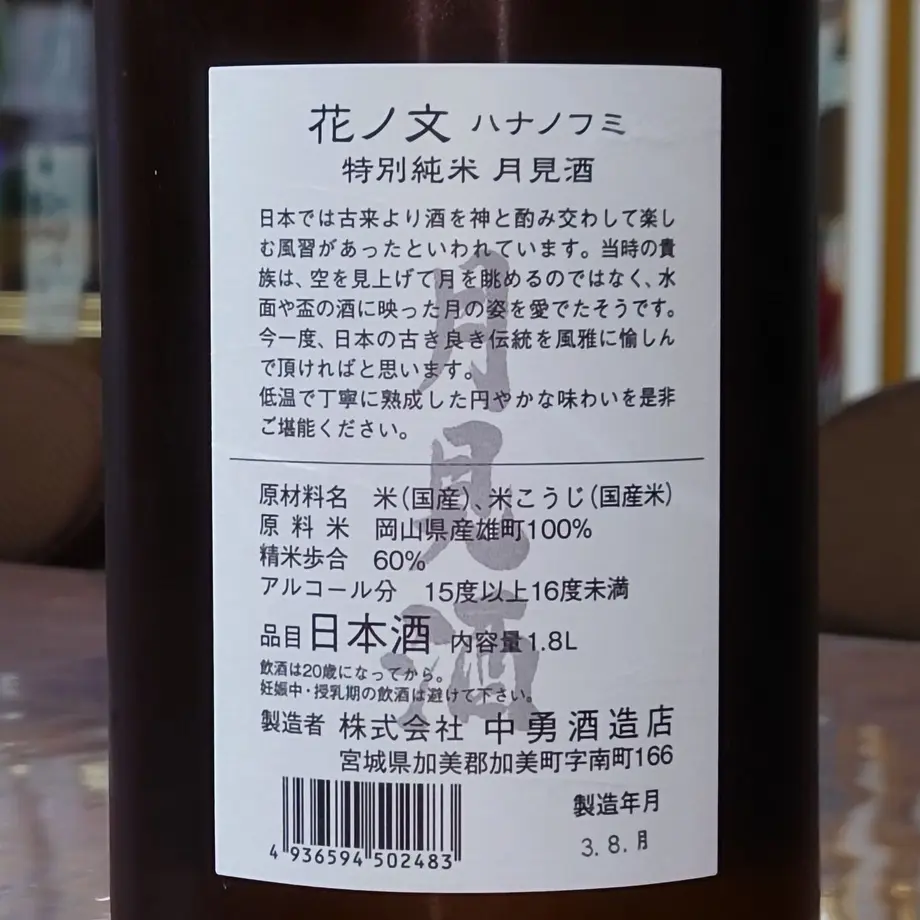 花ノ文 ハナノフミ
特別純米 月見酒
日本では古来より酒を神と酌み交わして楽し
む風習があったといわれています。当時の貴
族は、空を見上げて月を眺めるのではなく、水
面や盃の酒に映った月の姿を愛でたそうです。
今一度、日本の古き良き伝統を風雅に愉しん
で頂ければと思います。
低温で丁寧に熟成した円やかな味わいを是非
ご堪能ください。
月見酒
原材料名 米(国産)、米こうじ(国産米)
原料米 岡山県産雄町100%
精米歩合 60%
アルコール分 15度以上16度未満
品目 日本酒 内容量1.8L
飲酒は20歳になってから。
妊娠中・授乳期の飲酒は避けて下さい。
製造者 株式会社 中勇酒造店
宮城県加美郡加美町字南町166
製造年月
3.8.月
4 936594 502483